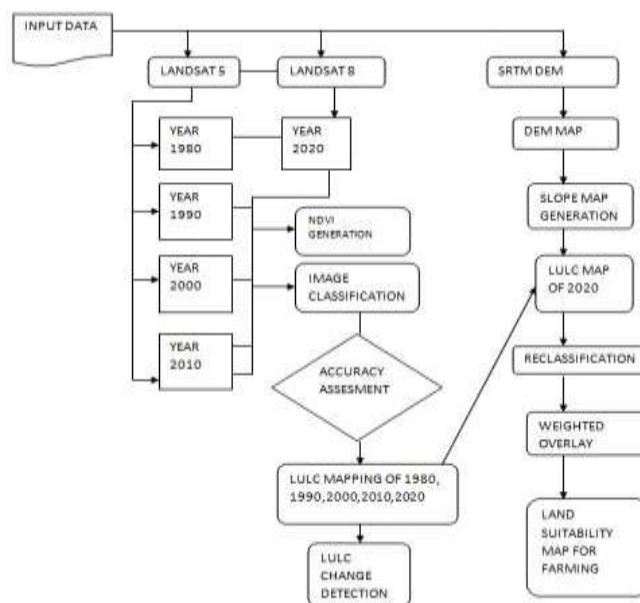 INPUT DATA
LANDSAT 5
LANDSAT 8
SRTM DEM
YEAR
1980
YEAR
2020
DEM MAP
YEAR
1990
NDVI
GENERATION
SLOPE MAP
GENERATION
YEAR
2000
IMAGE
CLASSIFICATION
LULC MAP
OF 2020
YEAR
2010
ACCURACY
ASSESMENT
RECLASSIFICATION
WEIGHTED
OVERLAY
LULC MAPPING OF 1980,
1990,2000,2010,2020
LAND
SUITABILITY
MAP FOR
FARMING
LULC
CHANGE
DETECTION